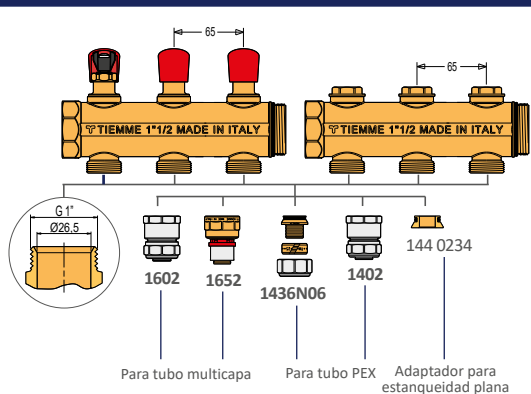 65
65
TIEMME 1"1/2 MADE IN ITALY
TIEMME 1"1/2 MADE IN ITALY
G 1"
Ø26,5
1602
1652
1436N06
1402
144 0234
Para tubo multicapa
Para tubo PEX
Adaptador para
estanqueidad plana